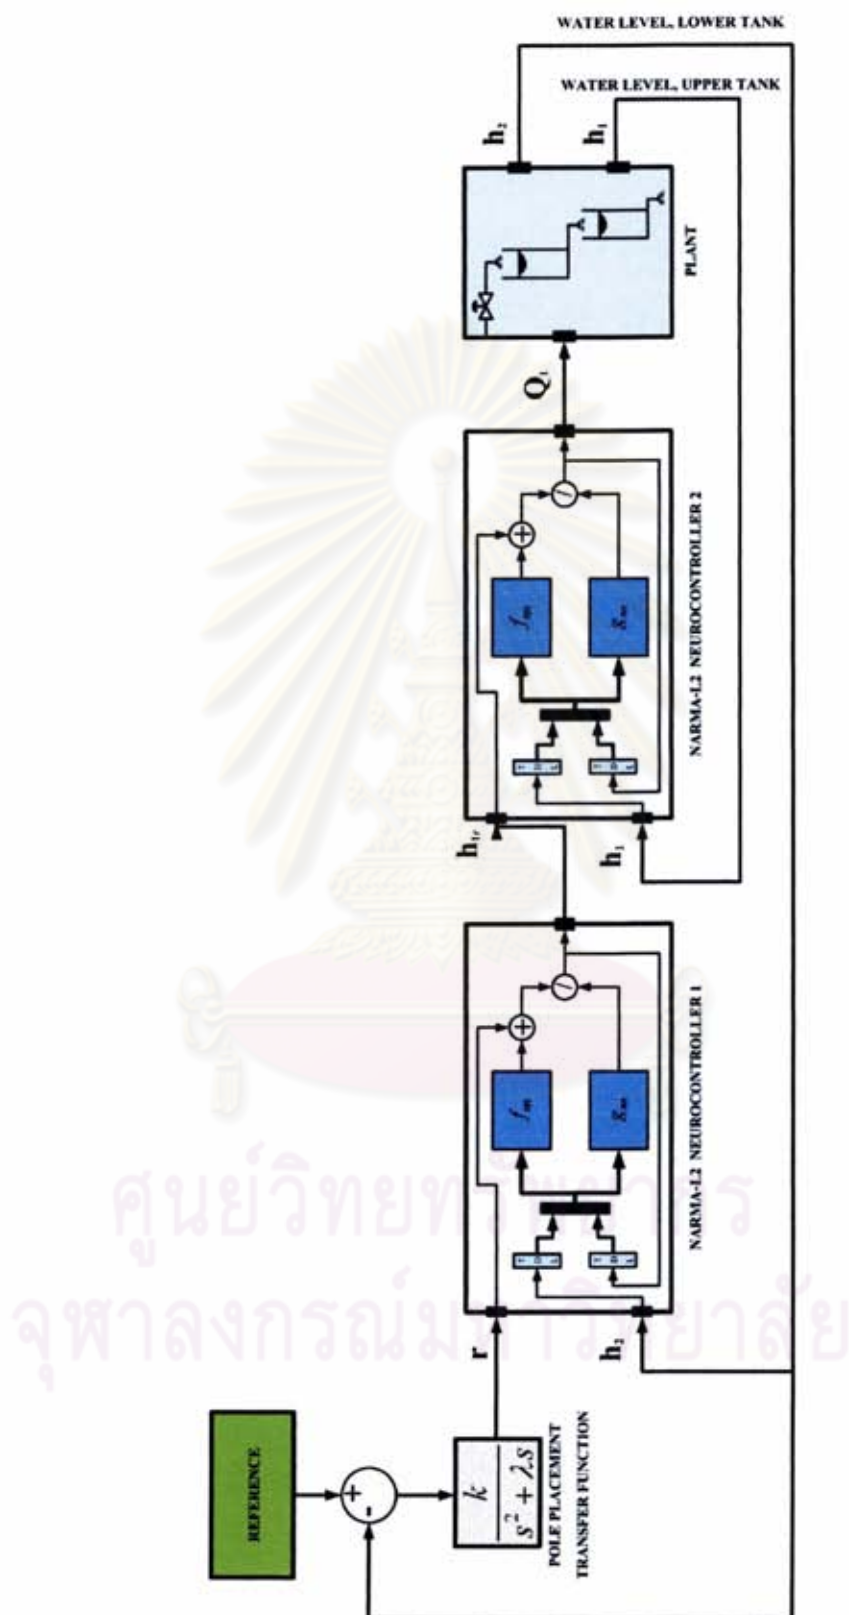 WATER LEVEL, LOWER TANK
WATER LEVEL, UPPER TANK
h₂
h₁
PLANT
Q₁
NARMA-L2 NEUROCONTROLLER 2
T
D
L
T
D
L
h₁ᵣ
h₁
NARMA-L2 NEUROCONTROLLER 1
T
D
L
T
D
L
r
h₂
REFERENCE
+
-
k
s² + λs
POLE PLACEMENT
TRANSFER FUNCTION
ศูนย์วิทยทรัพยากร
จุฬาลงกรณ์มหาวิทยาลัย